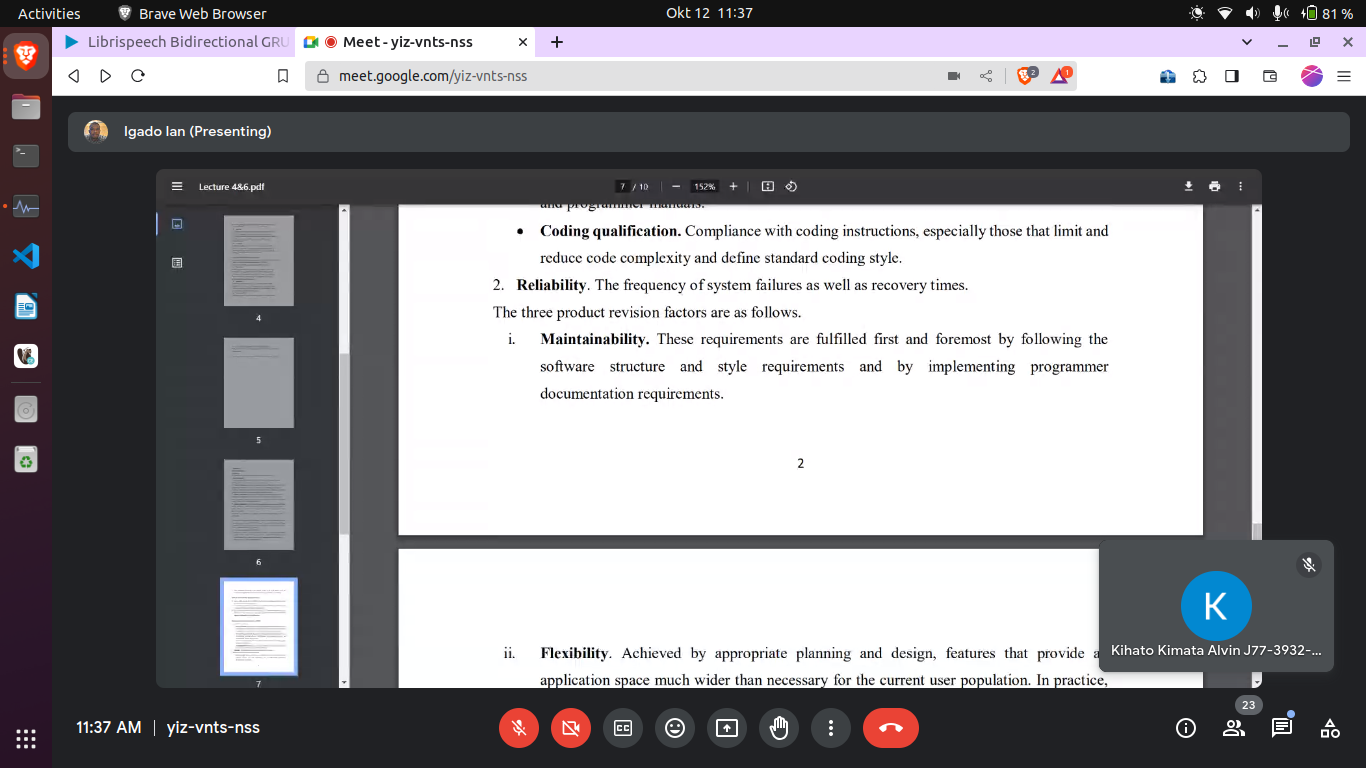 Activities
Brave Web Browser
Okt 12 11:37
81 %
Librispeech Bidirectional GRU
Meet - yiz-vnts-nss
meet.google.com/yiz-vnts-nss
2
1
Igado Ian (Presenting)
Lecture 4&6.pdf
7 / 10
152%
4
5
6
7
and programmer manuals.
• Coding qualification. Compliance with coding instructions, especially those that limit and
reduce code complexity and define standard coding style.
2. Reliability. The frequency of system failures as well as recovery times.
The three product revision factors are as follows.
i. Maintainability. These requirements are fulfilled first and foremost by following the
software structure and style requirements and by implementing programmer
documentation requirements.
2
ii. Flexibility. Achieved by appropriate planning and design, features that provide
application space much wider than necessary for the current user population. In practice,
K
Kihato Kimata Alvin J77-3932-...
11:37 AM | yiz-vnts-nss
23